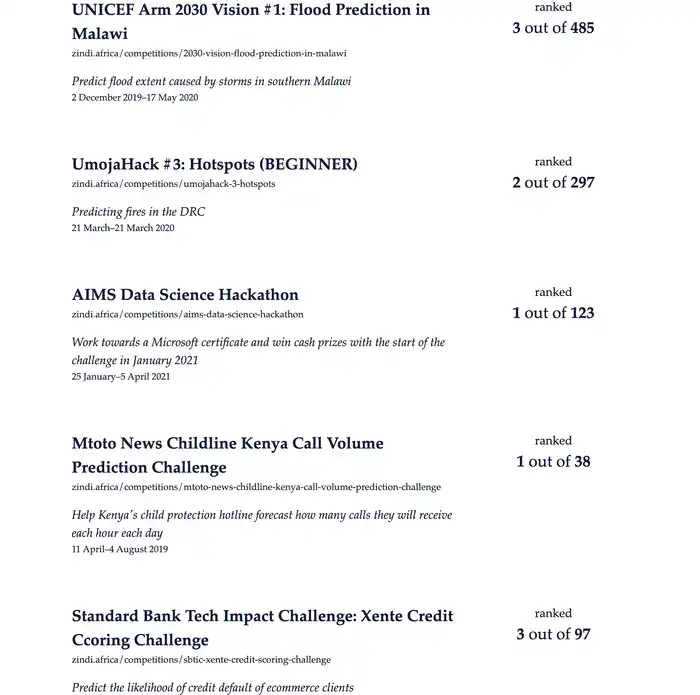 UNICEF Arm 2030 Vision #1: Flood Prediction in
Malawi
zindi.africa/competitions/2030-vision-flood-prediction-in-malawi
Predict flood extent caused by storms in southern Malawi
2 December 2019–17 May 2020
ranked
3 out of 485
UmojaHack #3: Hotspots (BEGINNER)
zindi.africa/competitions/umojahack-3-hotspots
Predicting fires in the DRC
21 March–21 March 2020
ranked
2 out of 297
AIMS Data Science Hackathon
zindi.africa/competitions/aims-data-science-hackathon
Work towards a Microsoft certificate and win cash prizes with the start of the
challenge in January 2021
25 January–5 April 2021
ranked
1 out of 123
Mtoto News Childline Kenya Call Volume
Prediction Challenge
zindi.africa/competitions/mtoto-news-childline-kenya-call-volume-prediction-challenge
Help Kenya's child protection hotline forecast how many calls they will receive
each hour each day
11 April–4 August 2019
ranked
1 out of 38
Standard Bank Tech Impact Challenge: Xente Credit
Ccoring Challenge
zindi.africa/competitions/sbtic-xente-credit-scoring-challenge
Predict the likelihood of credit default of ecommerce clients
ranked
3 out of 97